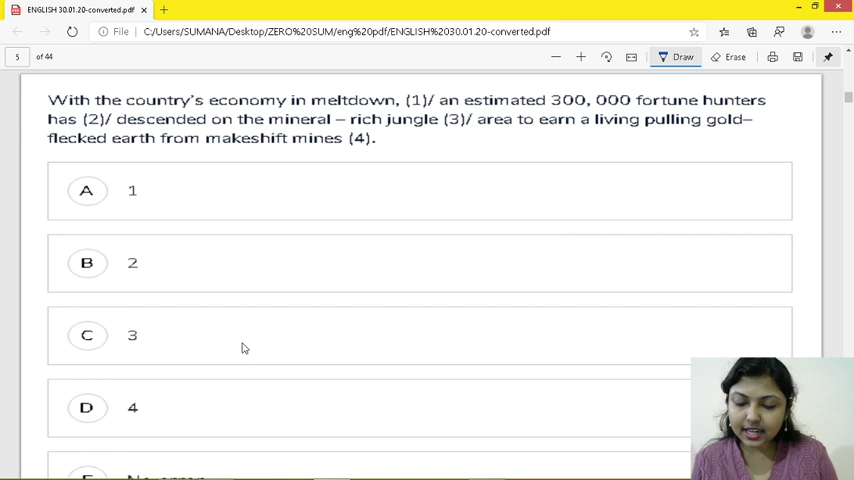 ENGLISH 30.01.20-converted.pdf
File
C:/Users/SUMANA/Desktop/ZERO%20SUM/eng%20pdf/ENGLISH%2030.01.20-converted.pdf
5 of 44
Draw
Erase
With the country's economy in meltdown, (1)/ an estimated 300, 000 fortune hunters
has (2)/ descended on the mineral – rich jungle (3)/ area to earn a living pulling gold–
flecked earth from makeshift mines (4).
A 1
B 2
C 3
D 4
E No error